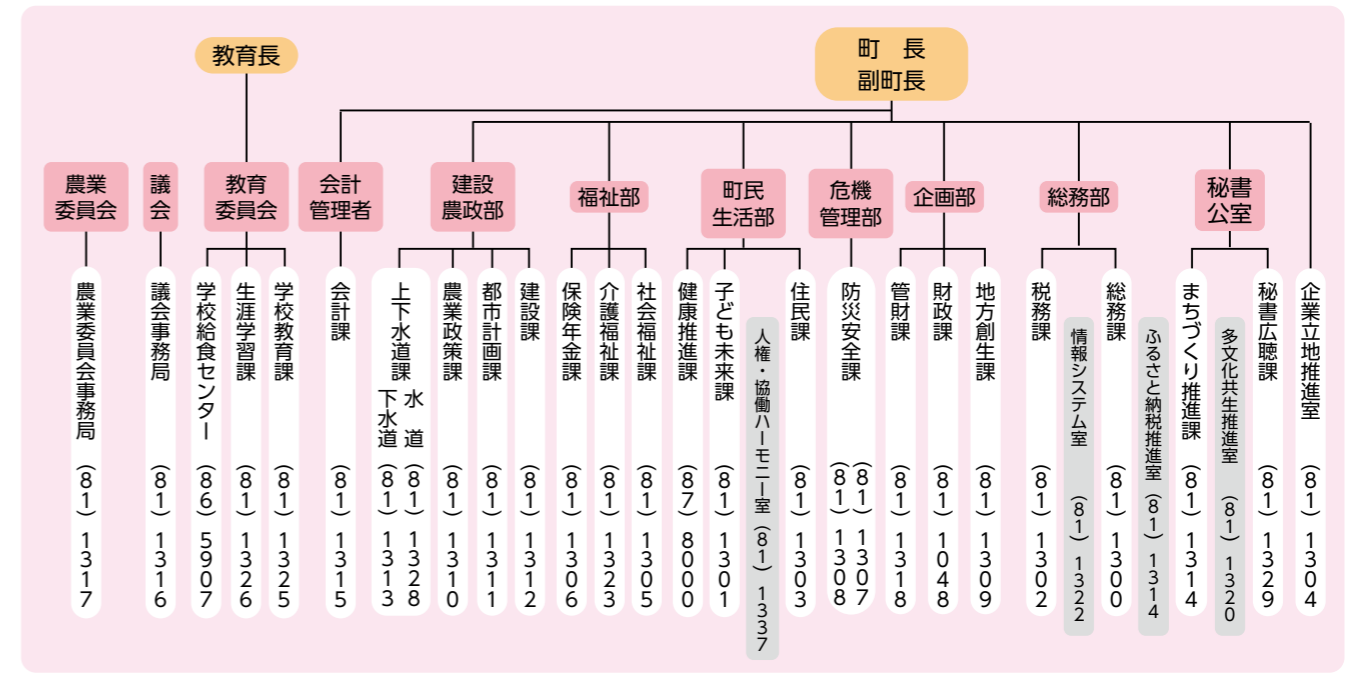 教育長
町　長
副町長
農業
委員会
議会
教育
委員会
会計
管理者
建設
農政部
福祉部
町民
生活部
危機
管理部
企画部
総務部
秘書
公室
企業立地推進室 (81) 1304
秘書広聴課 (81) 1329
多文化共生推進室 (81) 1320
まちづくり推進課 (81) 1314
ふるさと納税推進室 (81) 1314
総務課 (81) 1300
情報システム室 (81) 1322
税務課 (81) 1302
地方創生課 (81) 1309
財政課 (81) 1048
管財課 (81) 1318
防災安全課 (81) 1307
(81) 1308
住民課 (81) 1303
人権・協働ハーモニー室 (81) 1337
子ども未来課 (81) 1301
健康推進課 (87) 8000
社会福祉課 (81) 1305
介護福祉課 (81) 1323
保険年金課 (81) 1306
建設課 (81) 1312
都市計画課 (81) 1311
農業政策課 (81) 1310
上下水道課
水　道 (81) 1328
下水道 (81) 1313
会計課 (81) 1315
学校教育課 (81) 1325
生涯学習課 (81) 1326
学校給食センター (86) 5907
議会事務局 (81) 1316
農業委員会事務局 (81) 1317